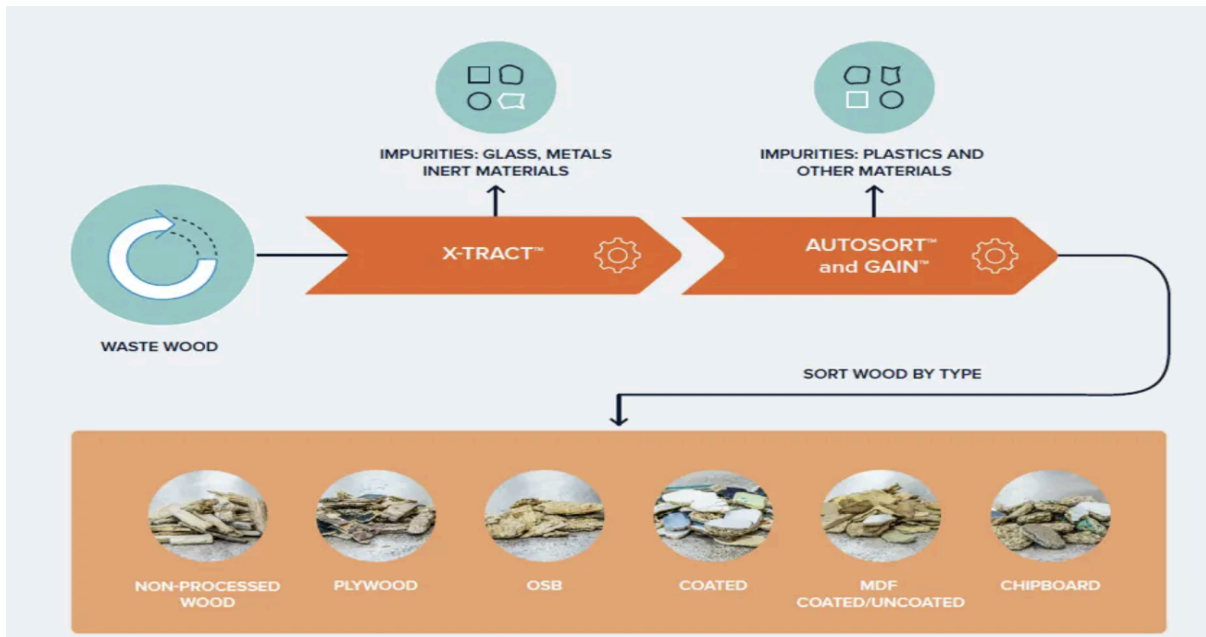 IMPURITIES: GLASS, METALS
INERT MATERIALS
IMPURITIES: PLASTICS AND
OTHER MATERIALS
X-TRACT™
AUTOSORT™
and GAIN™
WASTE WOOD
SORT WOOD BY TYPE
NON-PROCESSED
WOOD
PLYWOOD
OSB
COATED
MDF
COATED/UNCOATED
CHIPBOARD